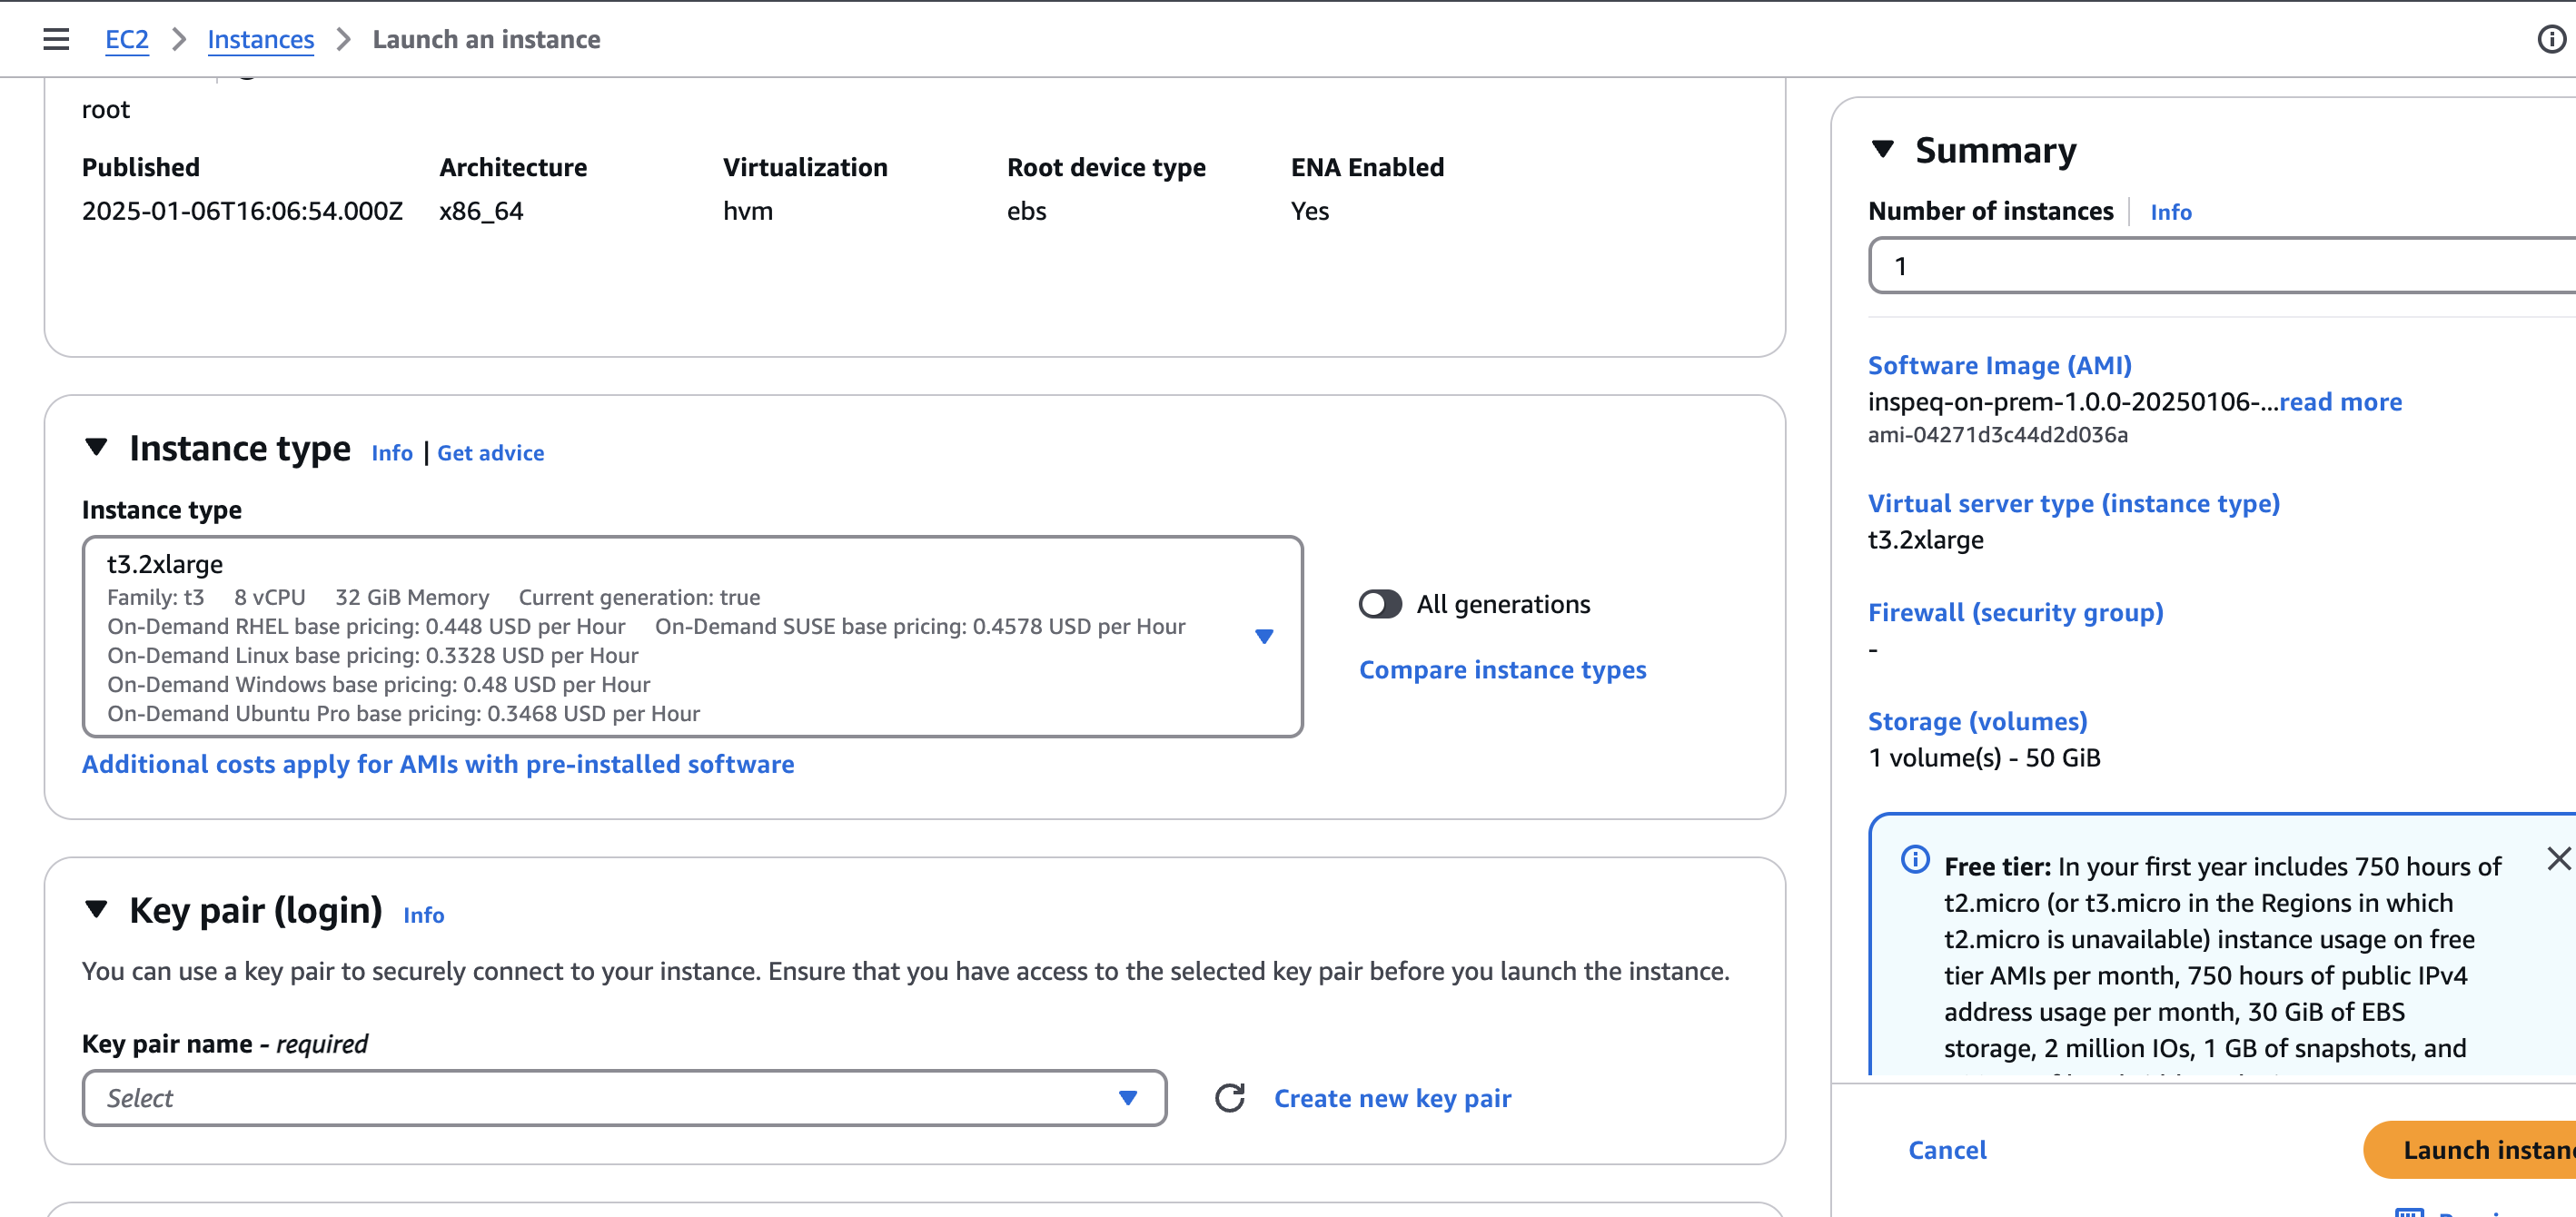 EC2 > Instances > Launch an instance
root
Published Architecture Virtualization Root device type ENA Enabled
2025-01-06T16:06:54.000Z x86_64 hvm ebs Yes
Instance type Info | Get advice
Instance type
t3.2xlarge
Family: t3 8 vCPU 32 GiB Memory Current generation: true
On-Demand RHEL base pricing: 0.448 USD per Hour On-Demand SUSE base pricing: 0.4578 USD per Hour
On-Demand Linux base pricing: 0.3328 USD per Hour
On-Demand Windows base pricing: 0.48 USD per Hour
On-Demand Ubuntu Pro base pricing: 0.3468 USD per Hour
All generations
Compare instance types
Additional costs apply for AMIs with pre-installed software
Key pair (login) Info
You can use a key pair to securely connect to your instance. Ensure that you have access to the selected key pair before you launch the instance.
Key pair name - required
Select
Create new key pair
Summary
Number of instances | Info
1
Software Image (AMI)
inspeq-on-prem-1.0.0-20250106-...read more
ami-04271d3c44d2d036a
Virtual server type (instance type)
t3.2xlarge
Firewall (security group)
-
Storage (volumes)
1 volume(s) - 50 GiB
Free tier: In your first year includes 750 hours of
t2.micro (or t3.micro in the Regions in which
t2.micro is unavailable) instance usage on free
tier AMIs per month, 750 hours of public IPv4
address usage per month, 30 GiB of EBS
storage, 2 million IOs, 1 GB of snapshots, and
Cancel
Launch instanc